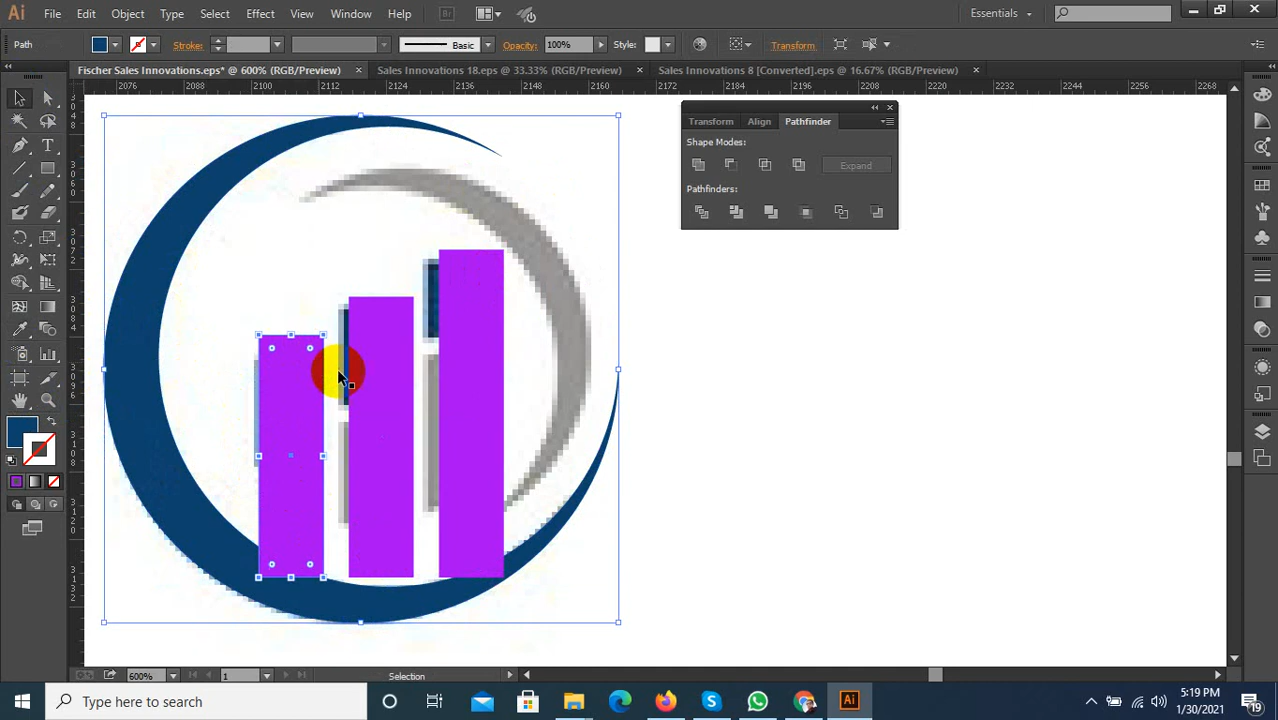 Ai File Edit Object Type Select Effect View Window Help Br Essentials
Path Stroke: Basic Opacity: 100% Style: Transform
Fischer Sales Innovations.eps* @ 600% (RGB/Preview) × Sales Innovations 18.eps @ 33.33% (RGB/Preview) × Sales Innovations 8 [Converted].eps @ 16.67% (RGB/Preview) ×
2076 2088 2100 2112 2124 2136 2148 2160 2172 2184 2196 2208 2220 2232 2244 2256 2268
Transform Align Pathfinder
Shape Modes:
Expand
Pathfinders:
600% 1 Selection
Type here to search
Ai
5:19 PM
1/30/2021
19